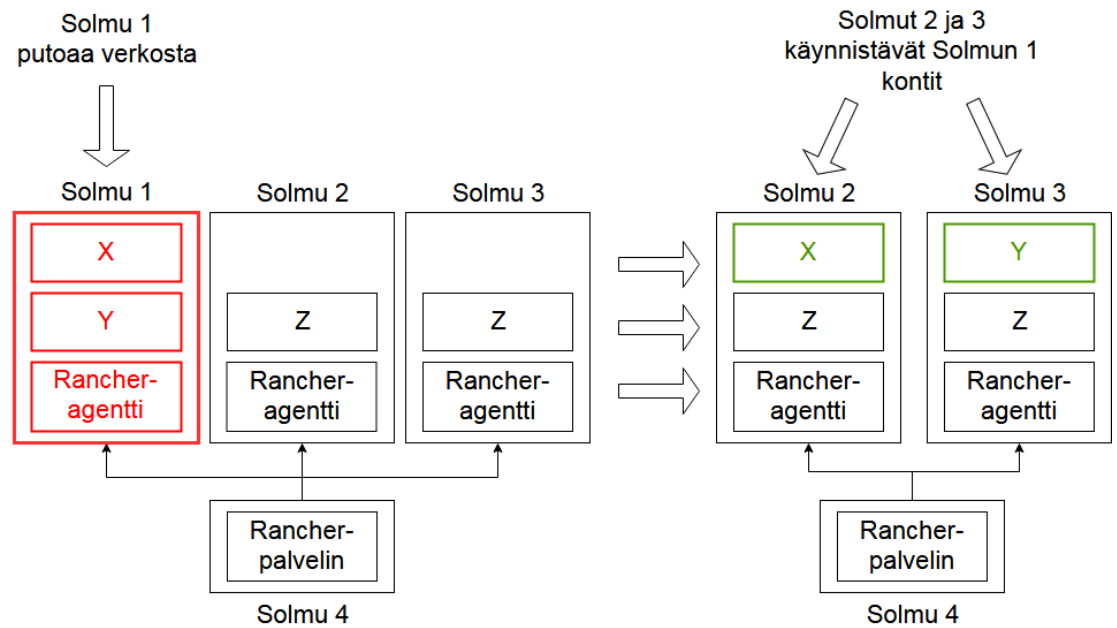 Solmu 1
putoaa verkosta
Solmu 1
Solmu 2
Solmu 3
X
Y
Z
Z
Rancher-
agentti
Rancher-
agentti
Rancher-
agentti
Rancher-
palvelin
Solmu 4
Solmut 2 ja 3
käynnistävät Solmun 1
kontit
Solmu 2
Solmu 3
X
Y
Z
Z
Rancher-
agentti
Rancher-
agentti
Rancher-
palvelin
Solmu 4